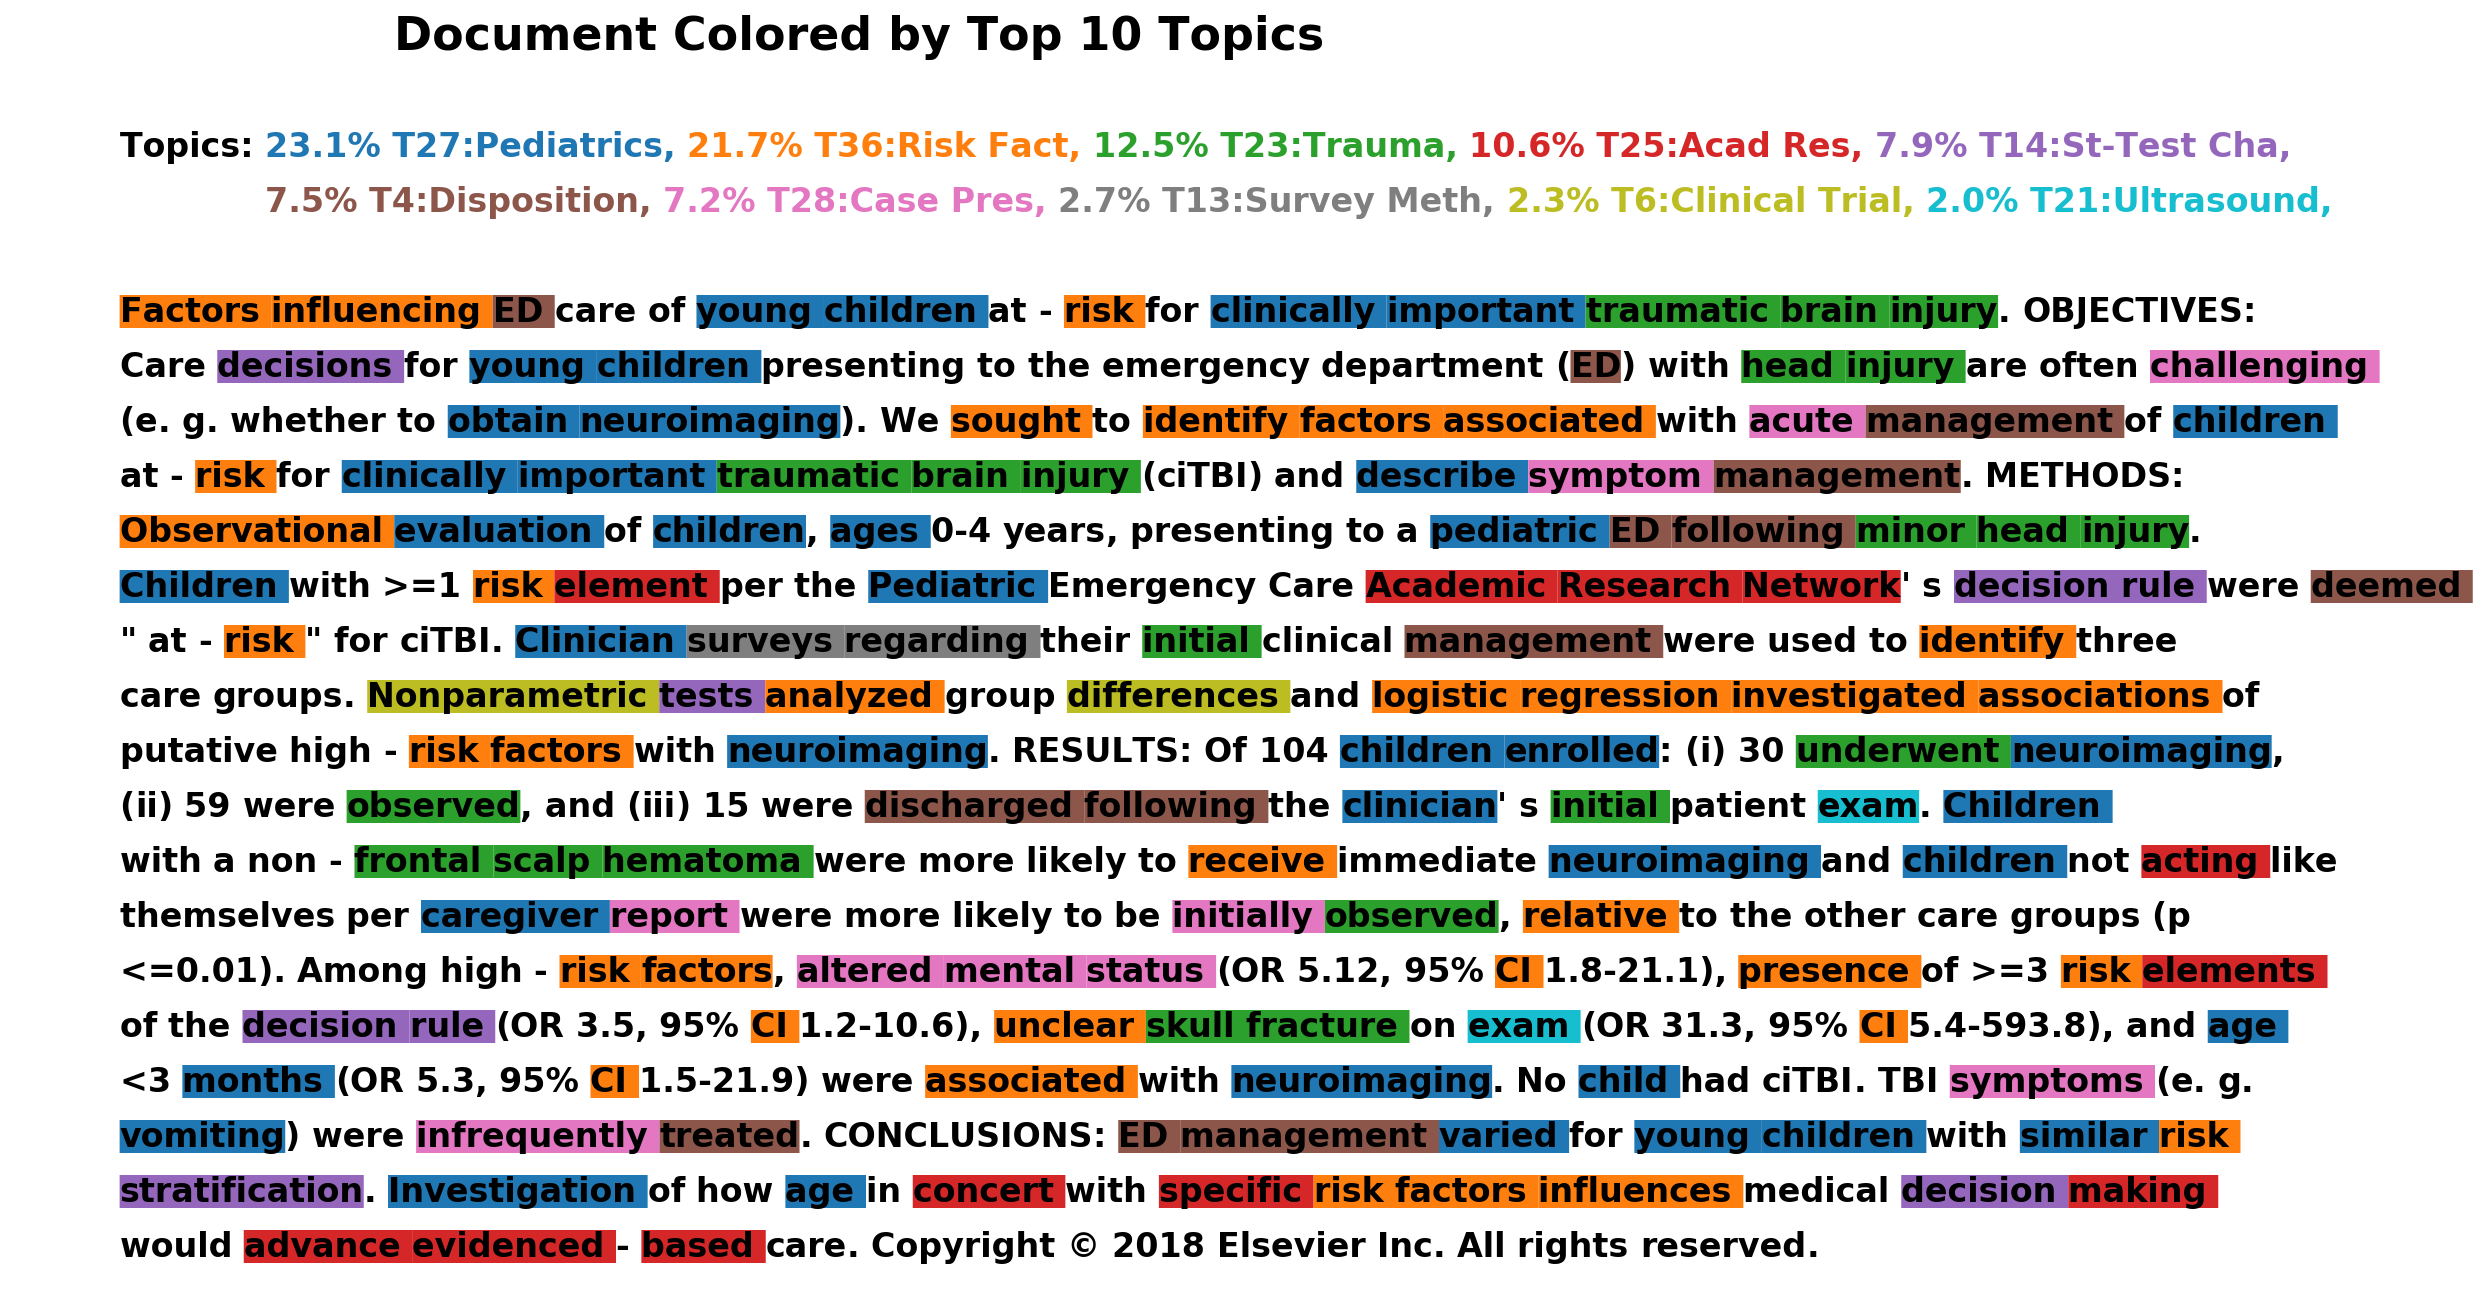 Document Colored by Top 10 Topics
Topics: 23.1% T27:Pediatrics, 21.7% T36:Risk Fact, 12.5% T23:Trauma, 10.6% T25:Acad Res, 7.9% T14:St-Test Cha,
7.5% T4:Disposition, 7.2% T28:Case Pres, 2.7% T13:Survey Meth, 2.3% T6:Clinical Trial, 2.0% T21:Ultrasound,
Factors influencing ED care of young children at - risk for clinically important traumatic brain injury. OBJECTIVES:
Care decisions for young children presenting to the emergency department (ED) with head injury are often challenging
(e. g. whether to obtain neuroimaging). We sought to identify factors associated with acute management of children
at - risk for clinically important traumatic brain injury (ciTBI) and describe symptom management. METHODS:
Observational evaluation of children, ages 0-4 years, presenting to a pediatric ED following minor head injury.
Children with >=1 risk element per the Pediatric Emergency Care Academic Research Network' s decision rule were deemed
" at - risk " for ciTBI. Clinician surveys regarding their initial clinical management were used to identify three
care groups. Nonparametric tests analyzed group differences and logistic regression investigated associations of
putative high - risk factors with neuroimaging. RESULTS: Of 104 children enrolled: (i) 30 underwent neuroimaging,
(ii) 59 were observed, and (iii) 15 were discharged following the clinician' s initial patient exam. Children
with a non - frontal scalp hematoma were more likely to receive immediate neuroimaging and children not acting like
themselves per caregiver report were more likely to be initially observed, relative to the other care groups (p
<=0.01). Among high - risk factors, altered mental status (OR 5.12, 95% CI 1.8-21.1), presence of >=3 risk elements
of the decision rule (OR 3.5, 95% CI 1.2-10.6), unclear skull fracture on exam (OR 31.3, 95% CI 5.4-593.8), and age
<3 months (OR 5.3, 95% CI 1.5-21.9) were associated with neuroimaging. No child had ciTBI. TBI symptoms (e. g.
vomiting) were infrequently treated. CONCLUSIONS: ED management varied for young children with similar risk
stratification. Investigation of how age in concert with specific risk factors influences medical decision making
would advance evidenced - based care. Copyright © 2018 Elsevier Inc. All rights reserved.